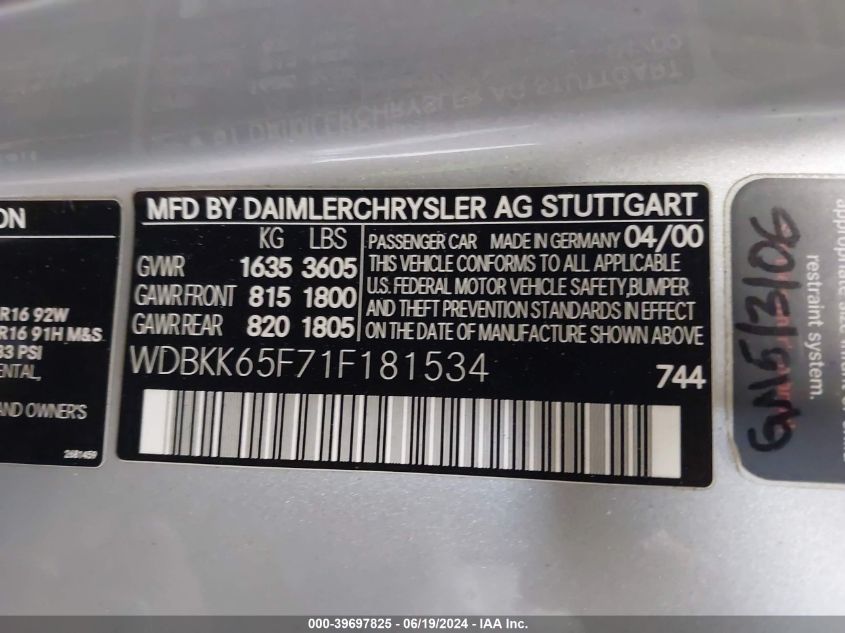 MFD BY DAIMLERCHRYSLER AG STUTTGART
KG LBS
GVWR 1635 3605
GAWR FRONT 815 1800
GAWR REAR 820 1805
PASSENGER CAR MADE IN GERMANY 04/00
THIS VEHICLE CONFORMS TO ALL APPLICABLE
U.S. FEDERAL MOTOR VEHICLE SAFETY, BUMPER
AND THEFT PREVENTION STANDARDS IN EFFECT
ON THE DATE OF MANUFACTURE SHOWN ABOVE
WDBKK65F71F181534
744
ON
R16 92W
R16 91H M&S
33 PSI
ENTAL,
AND OWNER'S
2681459
appropriate
restraint system.
000-39697825 - 06/19/2024 - IAA Inc.